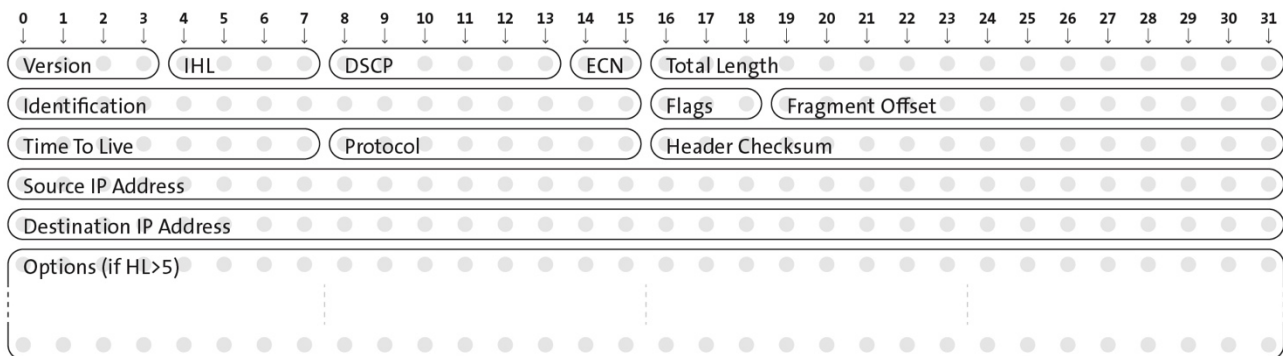 0 1 2 3 4 5 6 7 8 9 10 11 12 13 14 15 16 17 18 19 20 21 22 23 24 25 26 27 28 29 30 31
Version IHL DSCP ECN Total Length
Identification Flags Fragment Offset
Time To Live Protocol Header Checksum
Source IP Address
Destination IP Address
Options (if HL>5)